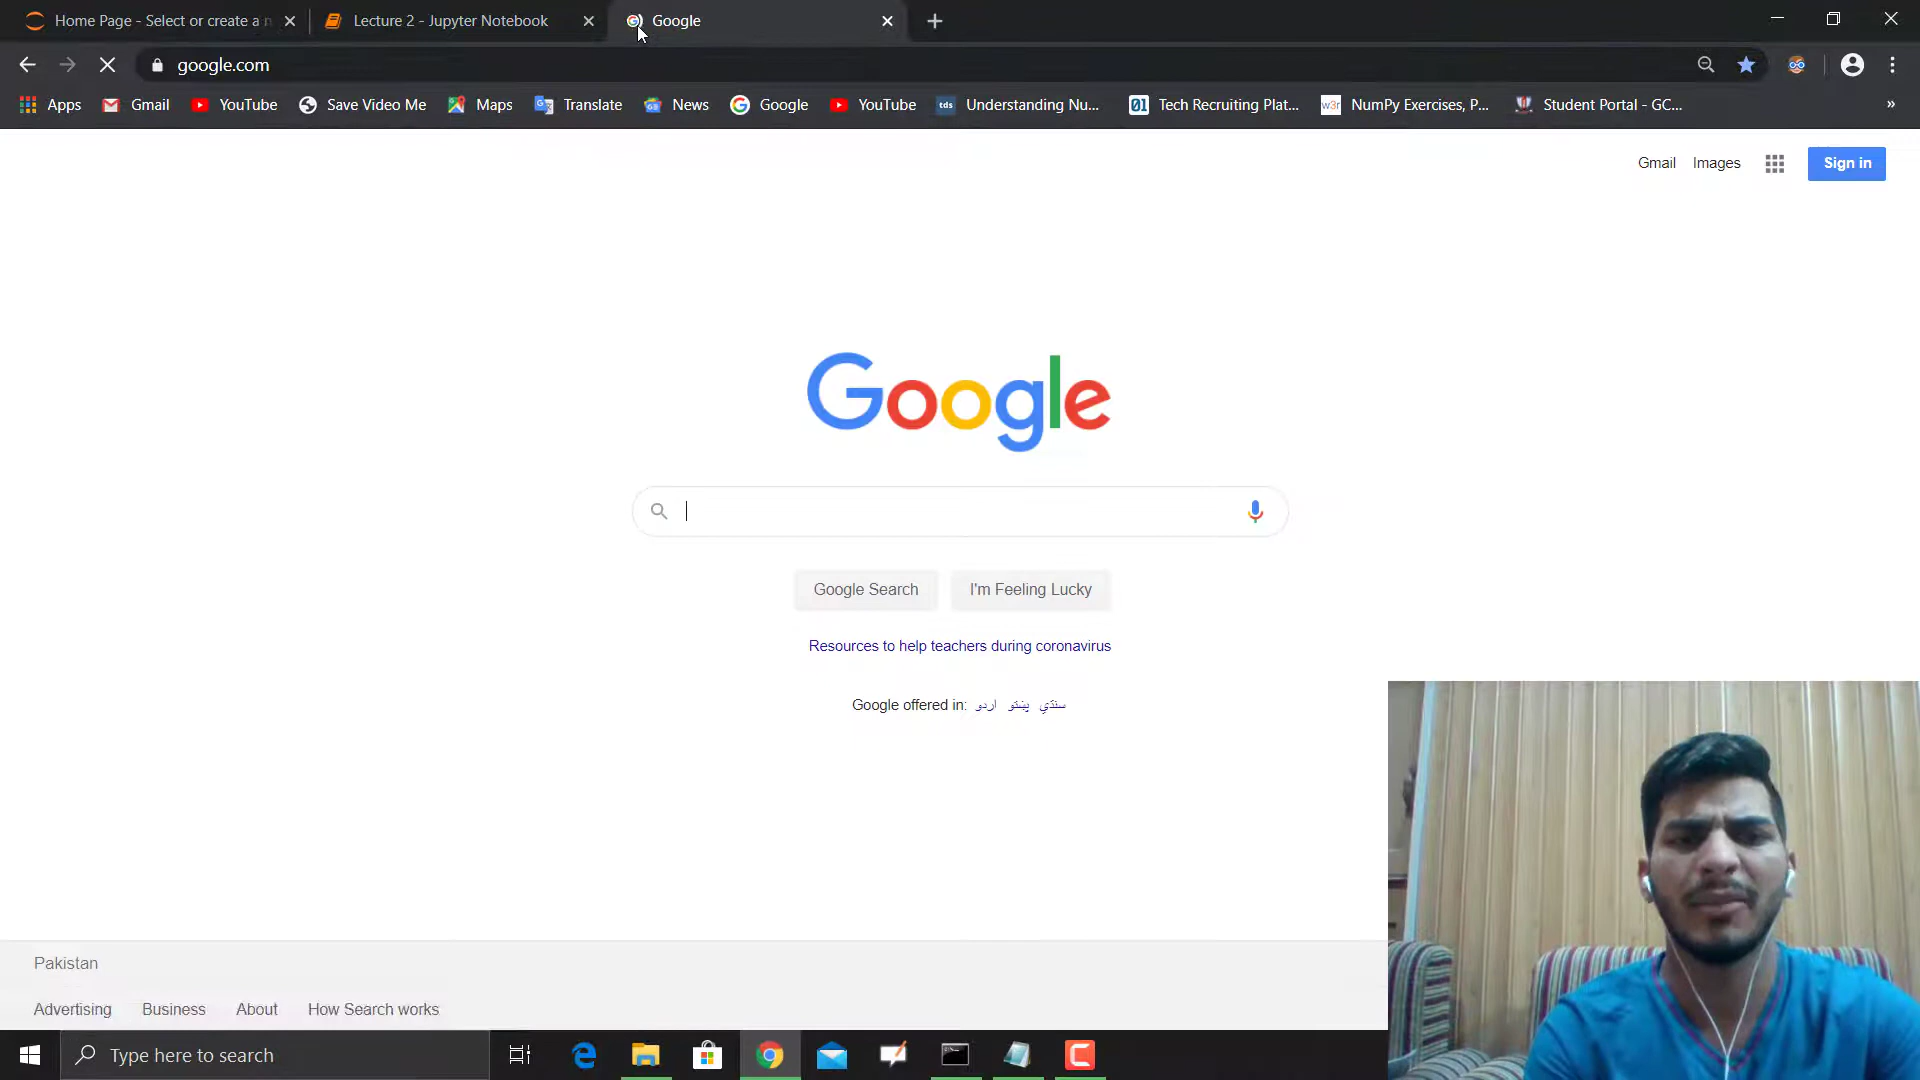 Home Page - Select or create a n
Lecture 2 - Jupyter Notebook
Google
google.com
Apps
Gmail
YouTube
Save Video Me
Maps
Translate
News
Google
YouTube
tds
Understanding Nu...
01
Tech Recruiting Plat...
w3r
NumPy Exercises, P...
Student Portal - GC...
»
Gmail Images
Sign in
Google
Google Search
I'm Feeling Lucky
Resources to help teachers during coronavirus
Google offered in: اردو پښتو سنڌي
Pakistan
Advertising Business About How Search works
Type here to search